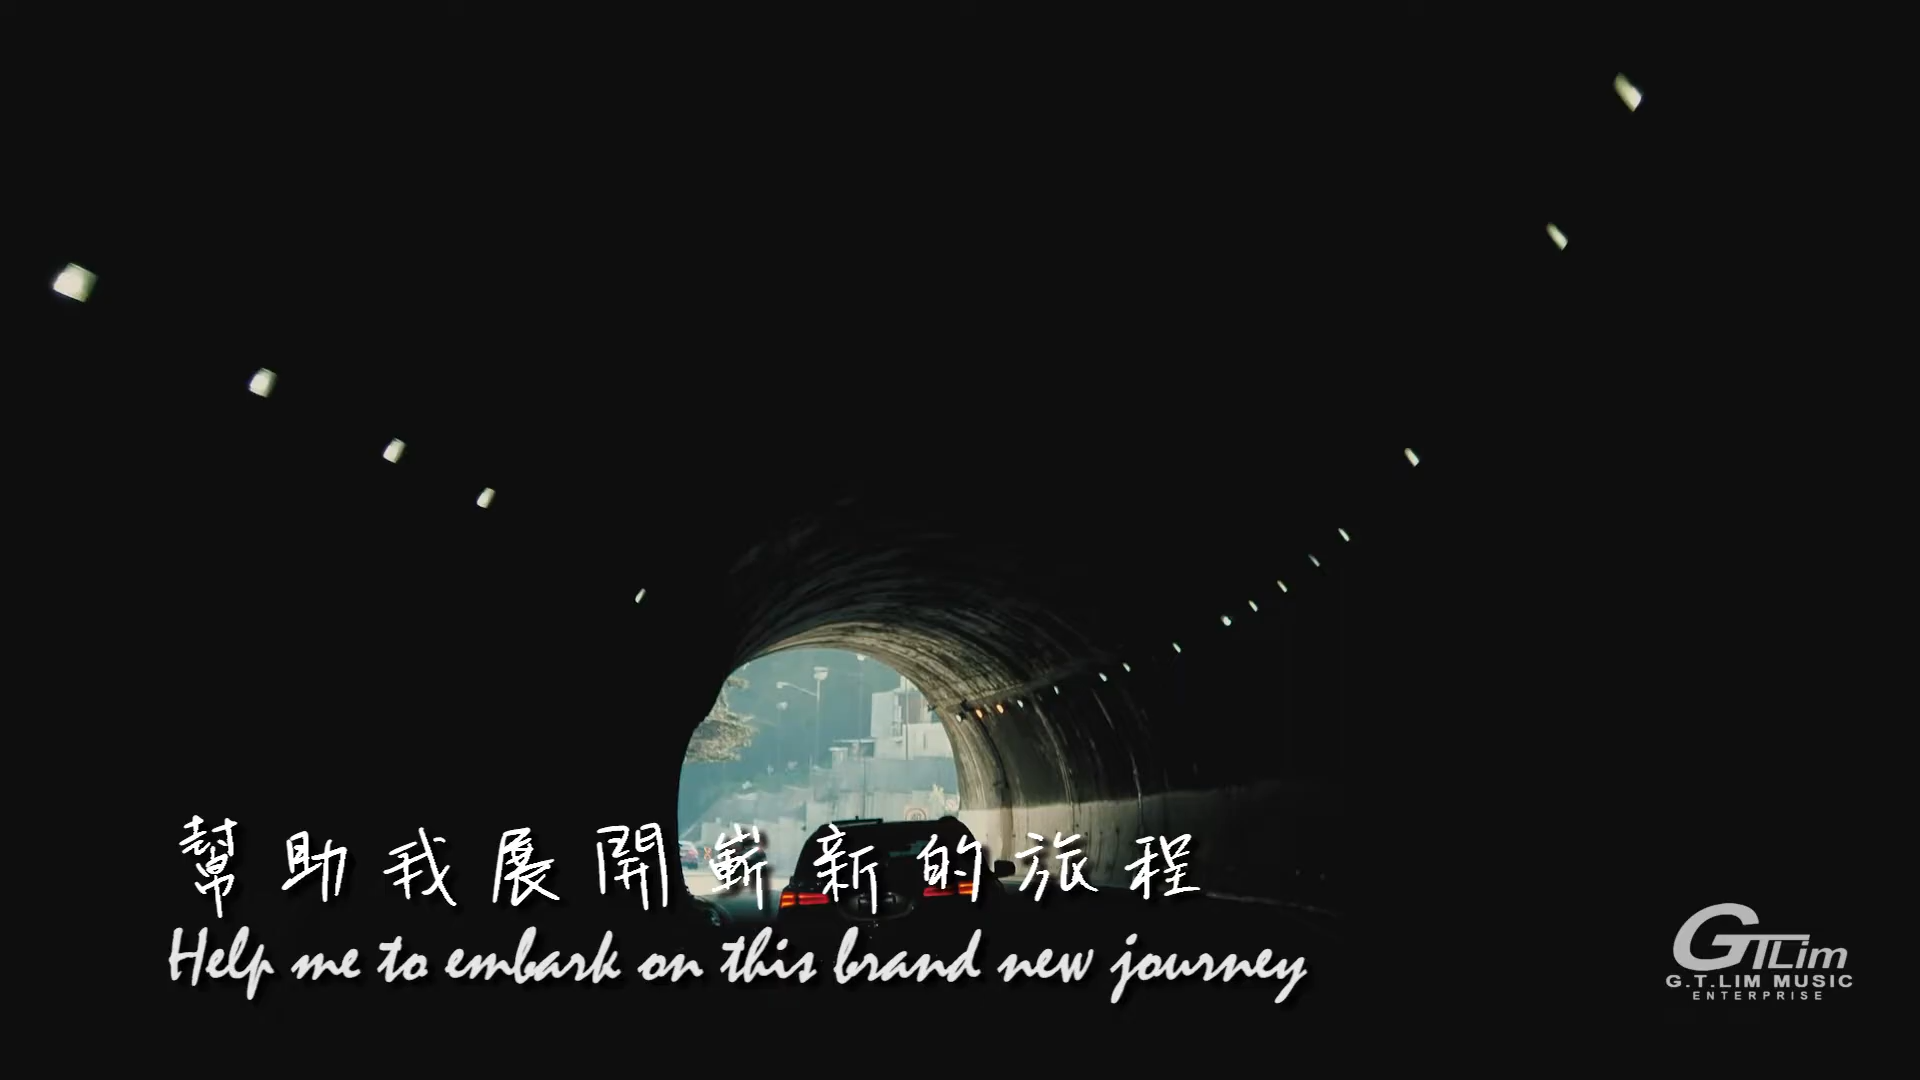 幫助我展開嶄新的旅程
Help me to embark on this brand new journey
GTLim
G.T.LIM MUSIC
ENTERPRISE